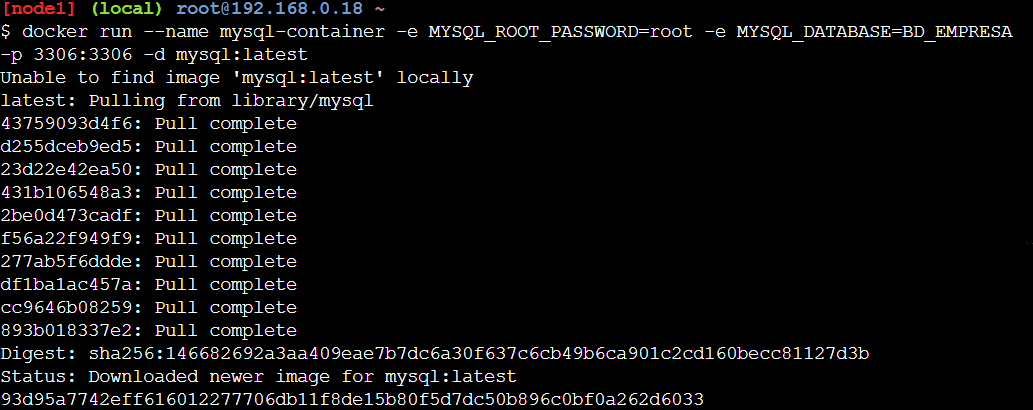 [node1] (local) root@192.168.0.18 ~
$ docker run --name mysql-container -e MYSQL_ROOT_PASSWORD=root -e MYSQL_DATABASE=BD_EMPRESA
-p 3306:3306 -d mysql:latest
Unable to find image 'mysql:latest' locally
latest: Pulling from library/mysql
43759093d4f6: Pull complete
d255dceb9ed5: Pull complete
23d22e42ea50: Pull complete
431b106548a3: Pull complete
2be0d473cadf: Pull complete
f56a22f949f9: Pull complete
277ab5f6ddde: Pull complete
df1ba1ac457a: Pull complete
cc9646b08259: Pull complete
893b018337e2: Pull complete
Digest: sha256:146682692a3aa409eae7b7dc6a30f637c6cb49b6ca901c2cd160becc81127d3b
Status: Downloaded newer image for mysql:latest
93d95a7742eff616012277706db11f8de15b80f5d7dc50b896c0bf0a262d6033